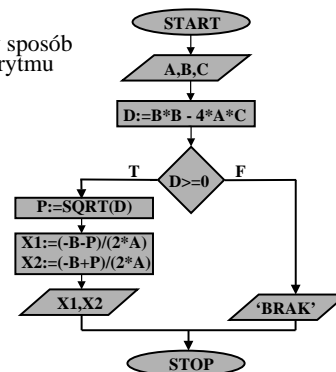 START
sposób
rytmu
A,B,C
D:=B*B - 4*A*C
T
D>=0
F
P:=SQRT(D)
X1:=(-B-P)/(2*A)
X2:=(-B+P)/(2*A)
X1,X2
‘BRAK’
STOP